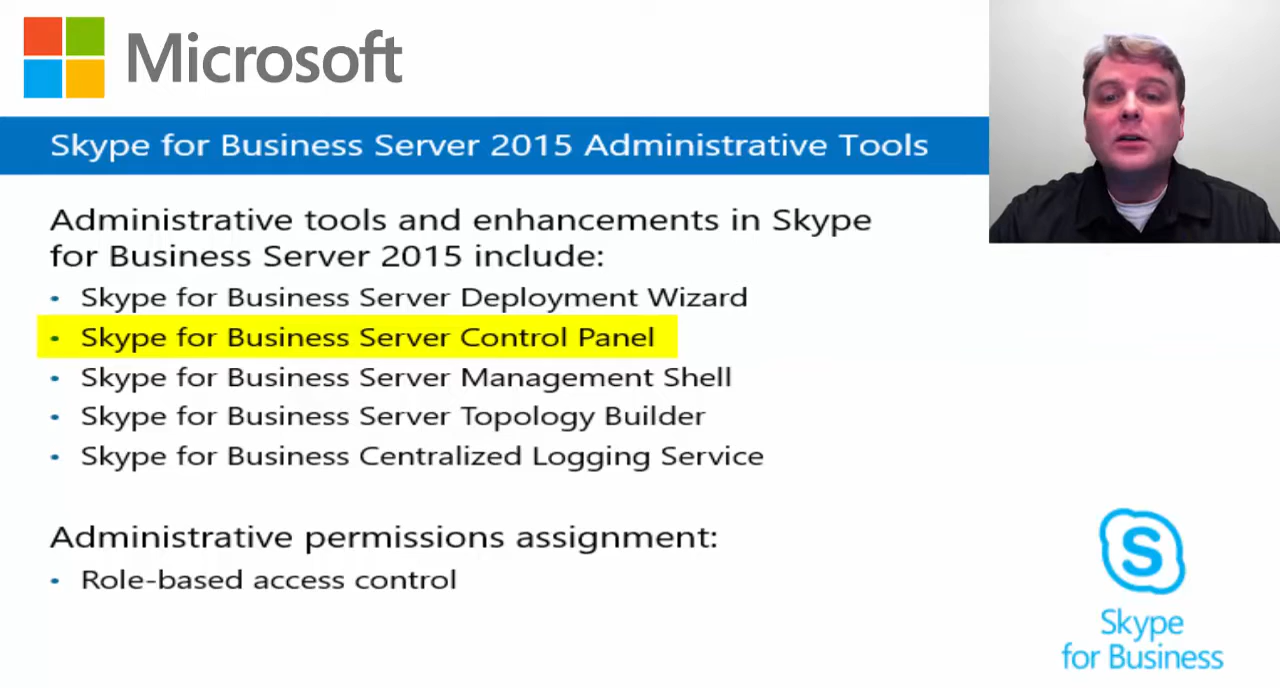 Microsoft
Skype for Business Server 2015 Administrative Tools
Administrative tools and enhancements in Skype
for Business Server 2015 include:
• Skype for Business Server Deployment Wizard
• Skype for Business Server Control Panel
• Skype for Business Server Management Shell
• Skype for Business Server Topology Builder
• Skype for Business Centralized Logging Service
Administrative permissions assignment:
• Role-based access control
S
Skype
for Business